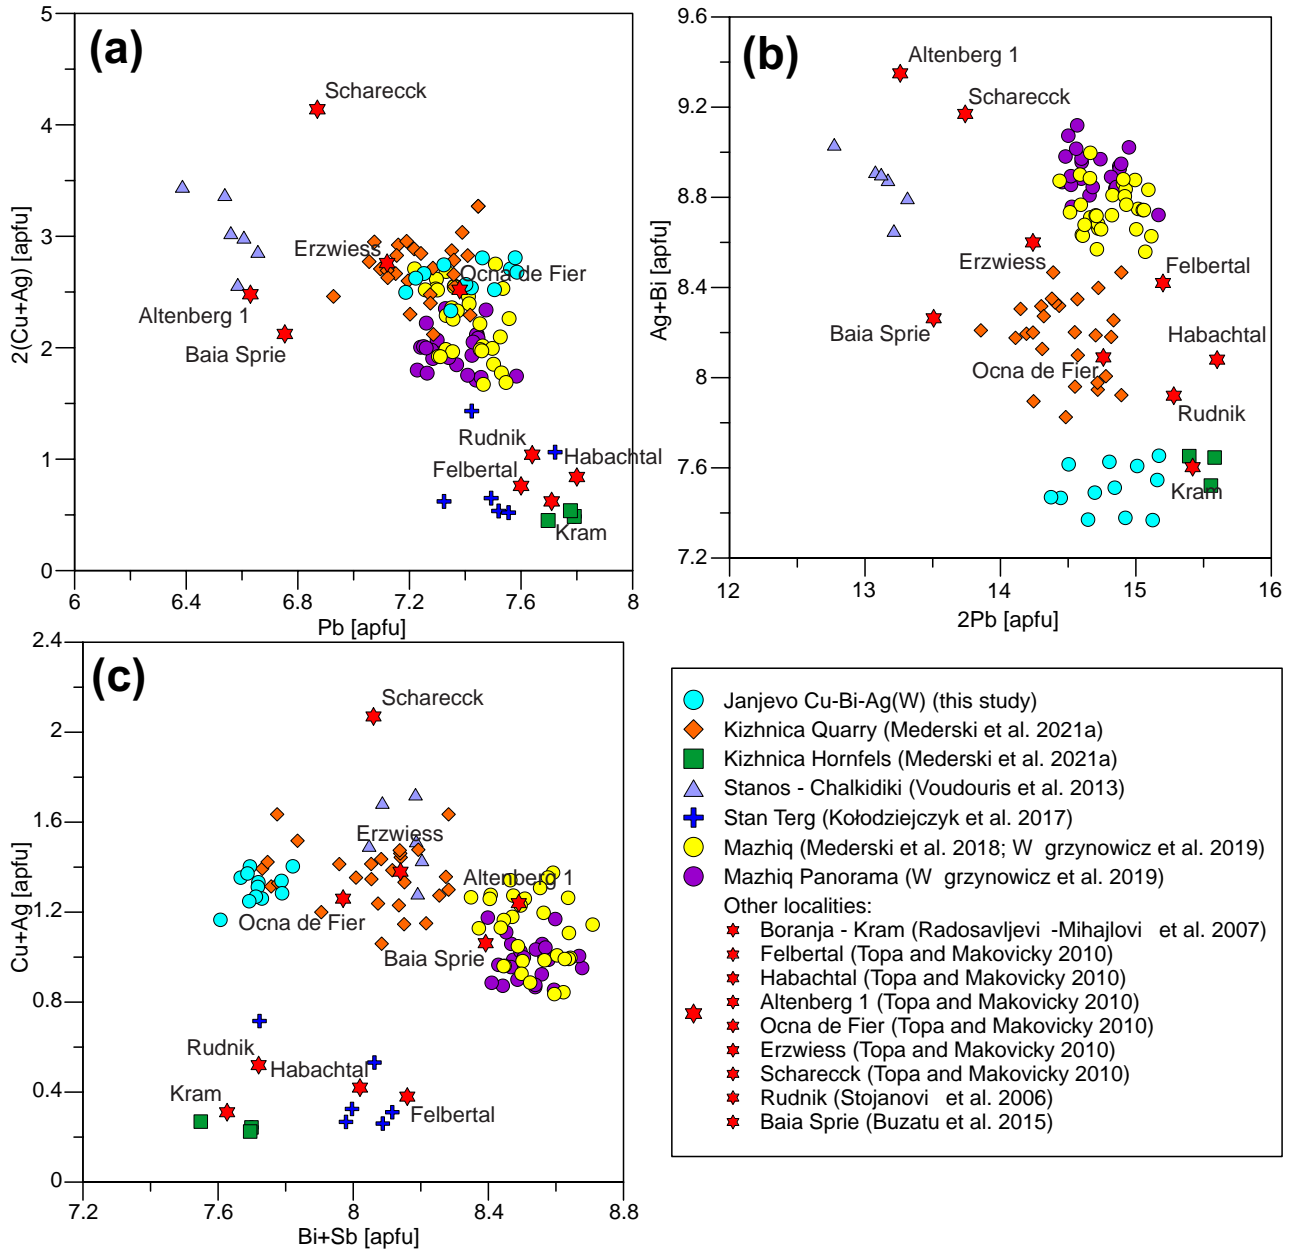 (a)
5
4
3
2
1
0
2(Cu+Ag) [apfu]
Scharecck
Erzwiess
Ocna de Fier
Altenberg 1
Baia Sprie
Rudnik
Habachtal
Felbertal
Kram
6
6.4
6.8
7.2
7.6
8
Pb [apfu]
(b)
9.6
9.2
8.8
8.4
8
7.6
7.2
Ag+Bi [apfu]
Altenberg 1
Scharecck
Erzwiess
Felbertal
Baia Sprie
Habachtal
Ocna de Fier
Rudnik
Kram
12
13
14
15
16
2Pb [apfu]
(c)
2.4
2
1.6
1.2
0.8
0.4
0
Cu+Ag [apfu]
Scharecck
Erzwiess
Altenberg 1
Ocna de Fier
Baia Sprie
Rudnik
Habachtal
Kram
Felbertal
7.2
7.6
8
8.4
8.8
Bi+Sb [apfu]
Janjevo Cu-Bi-Ag(W) (this study)
Kizhnica Quarry (Mederski et al. 2021a)
Kizhnica Hornfels (Mederski et al. 2021a)
Stanos - Chalkidiki (Voudouris et al. 2013)
Stan Terg (Kołodziejczyk et al. 2017)
Mazhiq (Mederski et al. 2018; W grzynowicz et al. 2019)
Mazhiq Panorama (W grzynowicz et al. 2019)
Other localities:
Boranja - Kram (Radosavljevi -Mihajlovi et al. 2007)
Felbertal (Topa and Makovicky 2010)
Habachtal (Topa and Makovicky 2010)
Altenberg 1 (Topa and Makovicky 2010)
Ocna de Fier (Topa and Makovicky 2010)
Erzwiess (Topa and Makovicky 2010)
Scharecck (Topa and Makovicky 2010)
Rudnik (Stojanovi et al. 2006)
Baia Sprie (Buzatu et al. 2015)